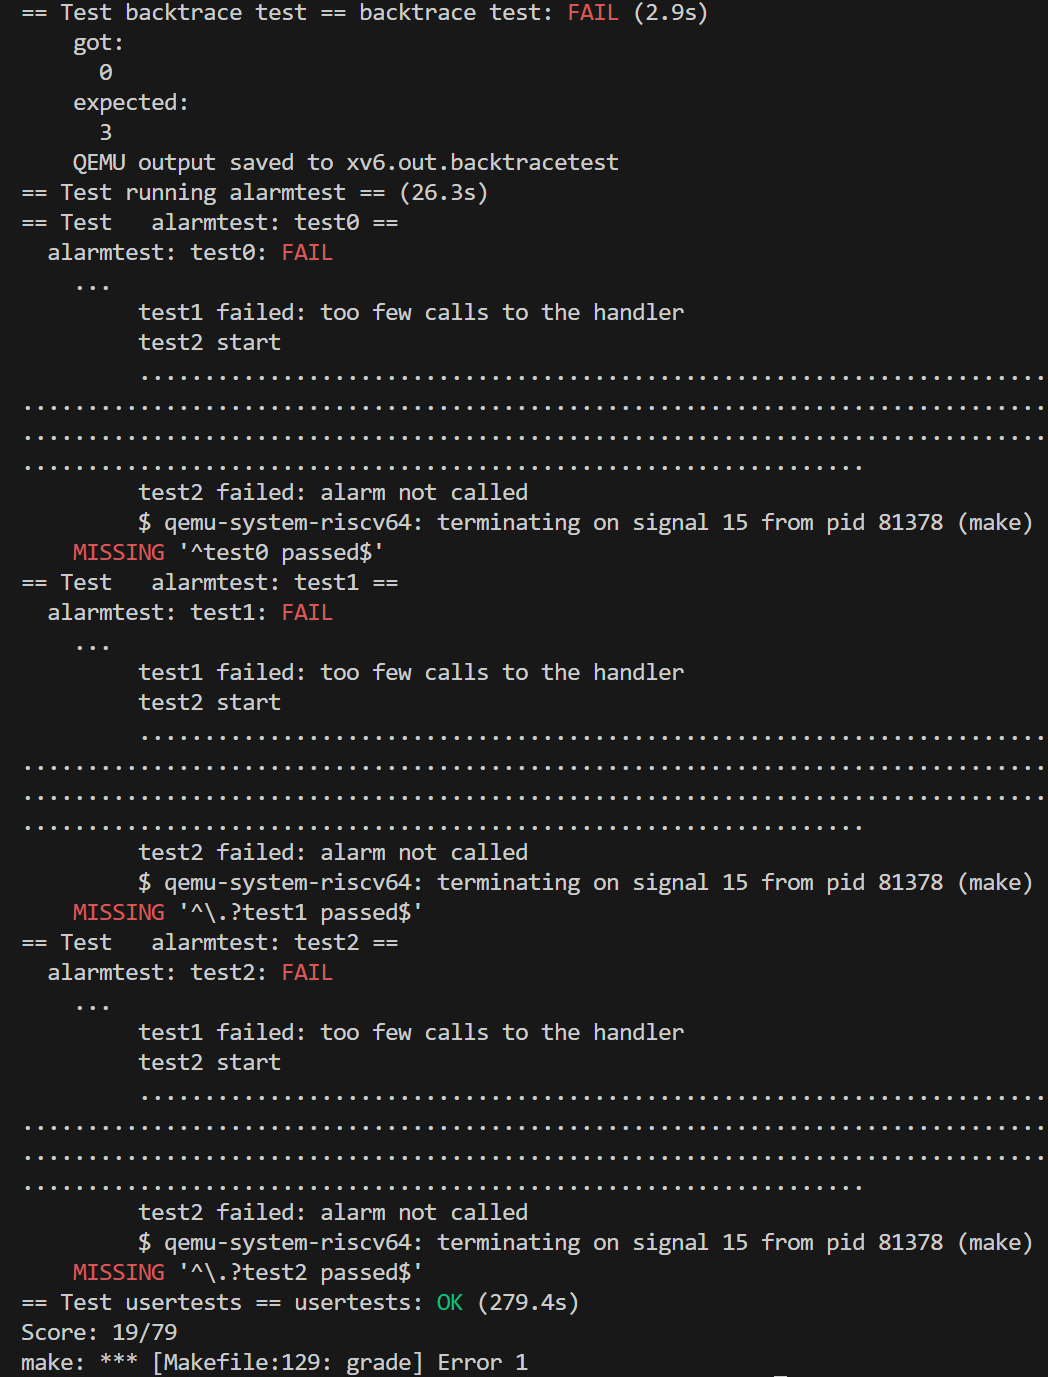 == Test backtrace test == backtrace test: FAIL (2.9s)
    got:
      0
    expected:
      3
    QEMU output saved to xv6.out.backtracetest
== Test running alarmtest == (26.3s)
== Test   alarmtest: test0 ==
  alarmtest: test0: FAIL
    ...
         test1 failed: too few calls to the handler
         test2 start
         ......................................................................
...............................................................................
...............................................................................
.................................................................
         test2 failed: alarm not called
         $ qemu-system-riscv64: terminating on signal 15 from pid 81378 (make)
    MISSING '^test0 passed$'
== Test   alarmtest: test1 ==
  alarmtest: test1: FAIL
    ...
         test1 failed: too few calls to the handler
         test2 start
         ......................................................................
...............................................................................
...............................................................................
.................................................................
         test2 failed: alarm not called
         $ qemu-system-riscv64: terminating on signal 15 from pid 81378 (make)
    MISSING '^\.?test1 passed$'
== Test   alarmtest: test2 ==
  alarmtest: test2: FAIL
    ...
         test1 failed: too few calls to the handler
         test2 start
         ......................................................................
...............................................................................
...............................................................................
.................................................................
         test2 failed: alarm not called
         $ qemu-system-riscv64: terminating on signal 15 from pid 81378 (make)
    MISSING '^\.?test2 passed$'
== Test usertests == usertests: OK (279.4s)
Score: 19/79
make: *** [Makefile:129: grade] Error 1